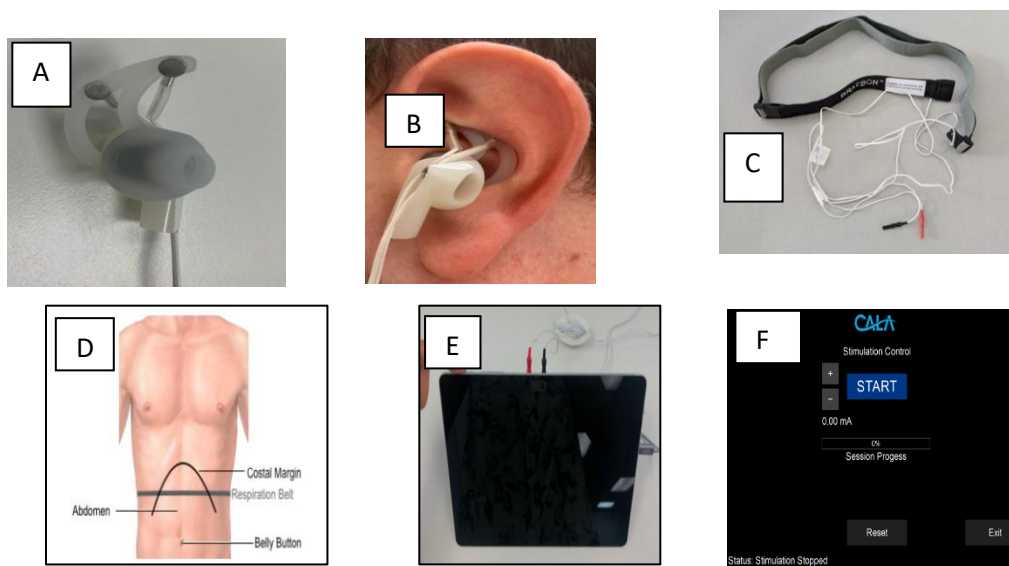 A
B
C
BRAEBON
D
Costal Margin
Respiration Belt
Abdomen
Belly Button
E
F
CALA
Stimulation Control
+
START
-
0.00 mA
0%
Session Progess
Reset
Exit
Status: Stimulation Stopped